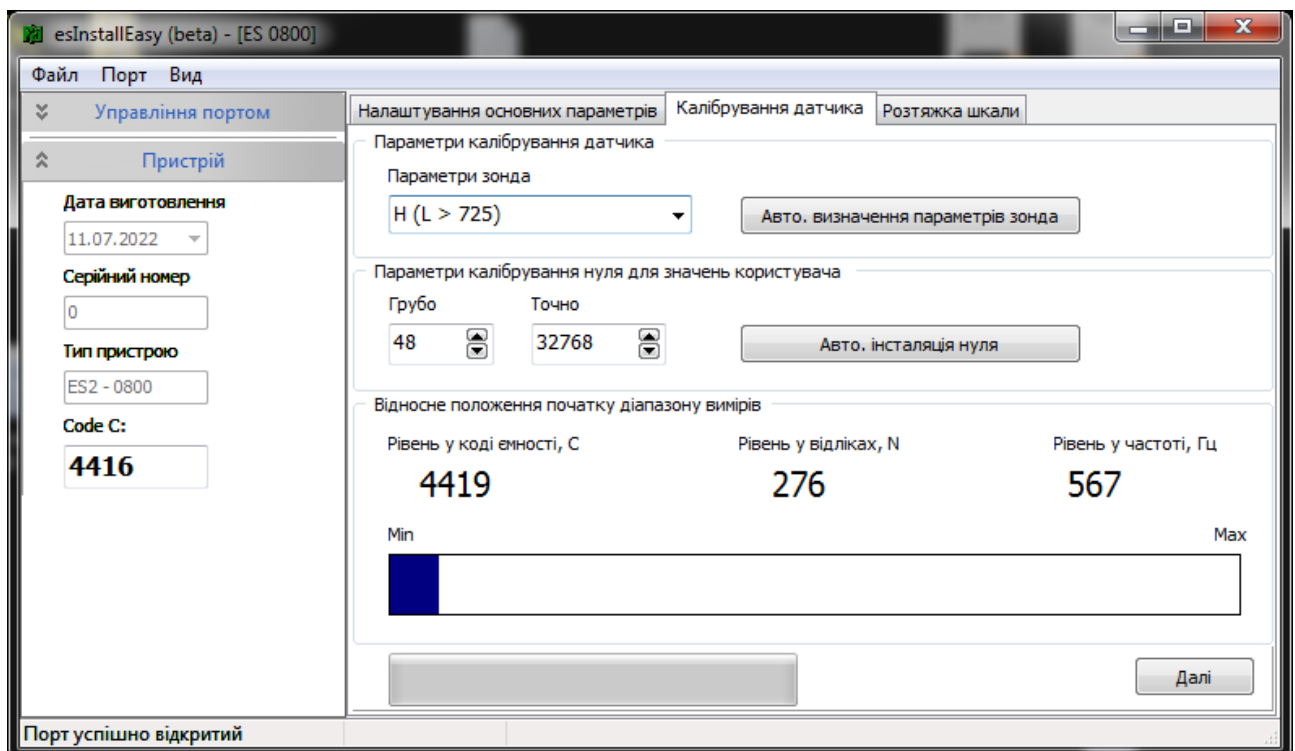 esInstallEasy (beta) - [ES 0800]
Файл Порт Вид
Управління портом
Пристрій
Дата виготовлення
11.07.2022
Серійний номер
0
Тип пристрою
ES2 - 0800
Code C:
4416
Налаштування основних параметрів Калібрування датчика Розтяжка шкали
Параметри калібрування датчика
Параметри зонда
H (L > 725)
Авто. визначення параметрів зонда
Параметри калібрування нуля для значень користувача
Грубо Точно
48 32768 Авто. інсталяція нуля
Відносне положення початку діапазону вимірів
Рівень у коді ємності, C Рівень у відліках, N Рівень у частоті, Гц
4419 276 567
Min Max
Далі
Порт успішно відкритий